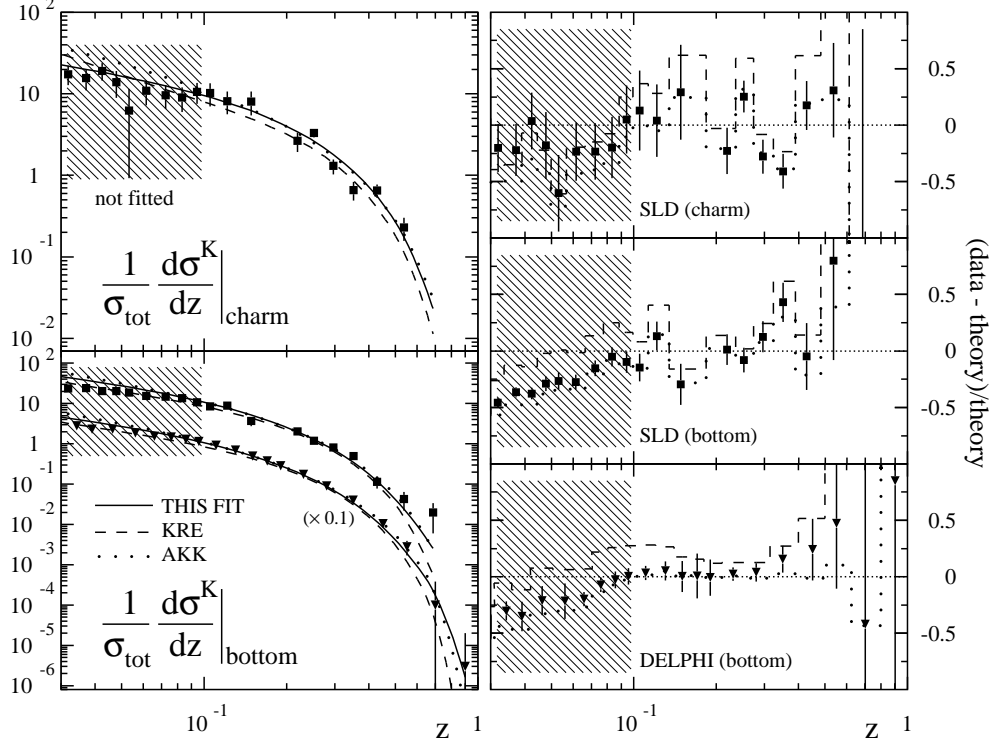 10 2
10
1
10 -1
10 -2
not fitted
1/σtot dσK/dz|charm
10 2
10
1
10 -1
10 -2
10 -3
10 -4
10 -5
10 -6
THIS FIT
KRE
AKK
(× 0.1)
1/σtot dσK/dz|bottom
10 -1
z
1
0.5
0
-0.5
SLD (charm)
0.5
0
-0.5
SLD (bottom)
0.5
0
-0.5
DELPHI (bottom)
10 -1
z
1
(data - theory)/theory